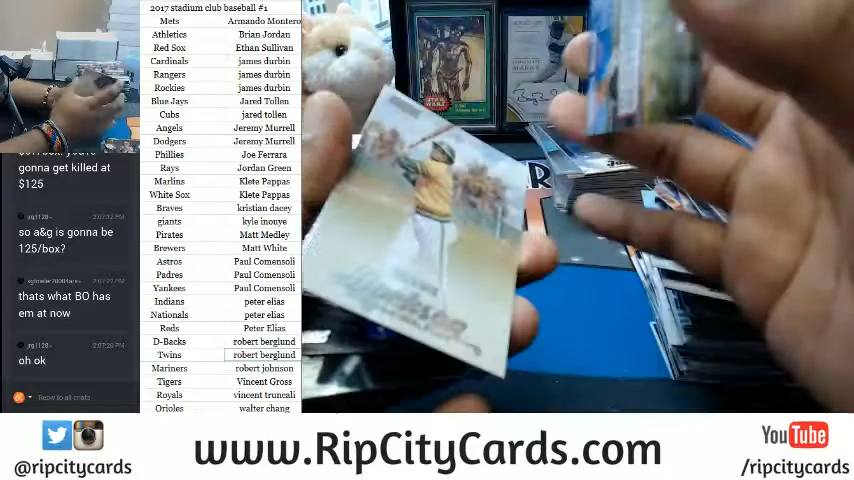 gonna get killed at
$125
so a&g is gonna be
125/box?
thats what BO has
em at now
oh ok
Reply to all chats
2017 stadium club baseball #1
Mets Armando Montero
Athletics Brian Jordan
Red Sox Ethan Sullivan
Cardinals james durbin
Rangers james durbin
Rockies james durbin
Blue Jays Jared Tollen
Cubs jared tollen
Angels Jeremy Murrell
Dodgers Jeremy Murrell
Phillies Joe Ferrara
Rays Jordan Green
Marlins Klete Pappas
White Sox Klete Pappas
Braves kristian dacey
giants kyle inouye
Pirates Matt Medley
Brewers Matt White
Astros Paul Comensoli
Padres Paul Comensoli
Yankees Paul Comensoli
Indians peter elias
Nationals peter elias
Reds Peter Elias
D-Backs robert berglund
Twins robert berglund
Mariners robert johnson
Tigers Vincent Gross
Royals vincent truncali
Orioles walter chang
STAR WARS
@ripcitycards
www.RipCityCards.com
YouTube
/ripcitycards